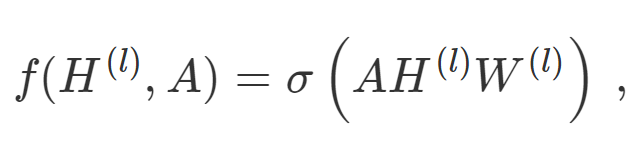 f(H^{(l)}, A) = σ(AH^{(l)}W^{(l)}) ,